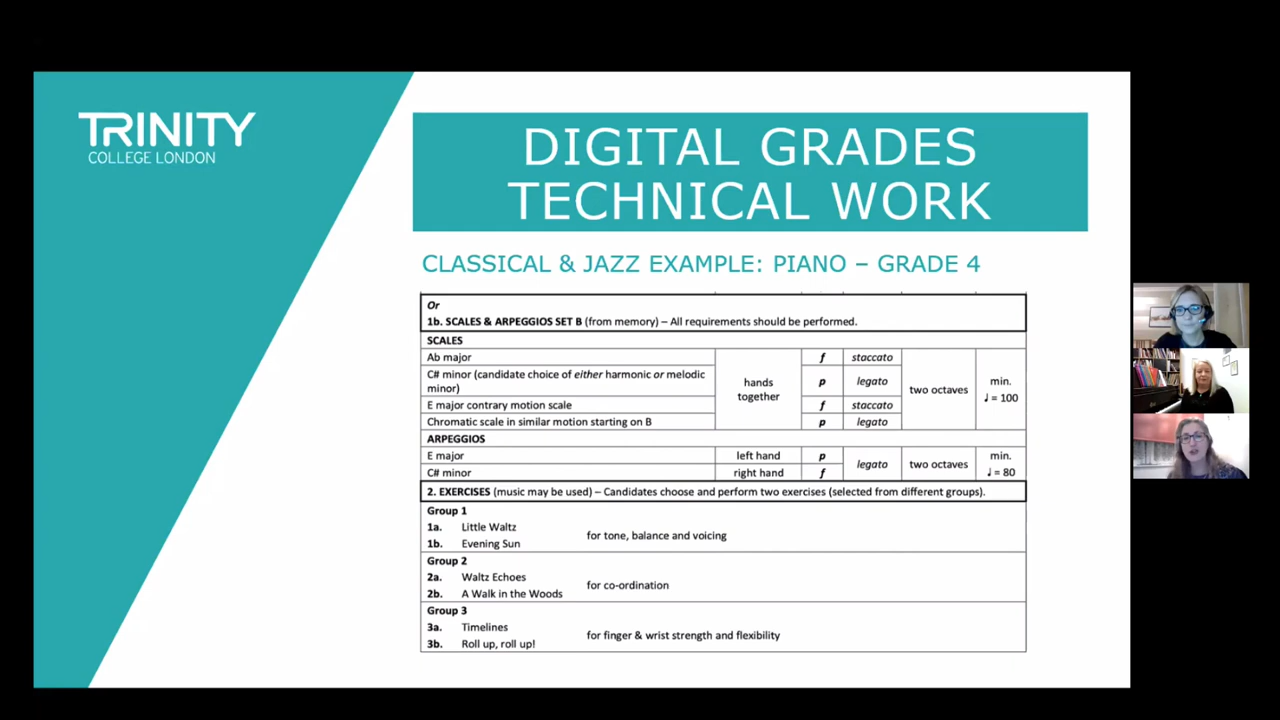 TRINITY
COLLEGE LONDON
DIGITAL GRADES
TECHNICAL WORK
CLASSICAL & JAZZ EXAMPLE: PIANO – GRADE 4
Or
1b. SCALES & ARPEGGIOS SET B (from memory) – All requirements should be performed.
SCALES
Ab major
C# minor (candidate choice of either harmonic or melodic
minor)
E major contrary motion scale
Chromatic scale in similar motion starting on B
hands
together
f
p
f
p
staccato
legato
staccato
legato
two octaves
min.
♩ = 100
ARPEGGIOS
E major left hand p
C# minor right hand f
legato
two octaves
min.
♩ = 80
2. EXERCISES (music may be used) – Candidates choose and perform two exercises (selected from different groups).
Group 1
1a. Little Waltz
1b. Evening Sun
for tone, balance and voicing
Group 2
2a. Waltz Echoes
2b. A Walk in the Woods
for co-ordination
Group 3
3a. Timelines
3b. Roll up, roll up!
for finger & wrist strength and flexibility